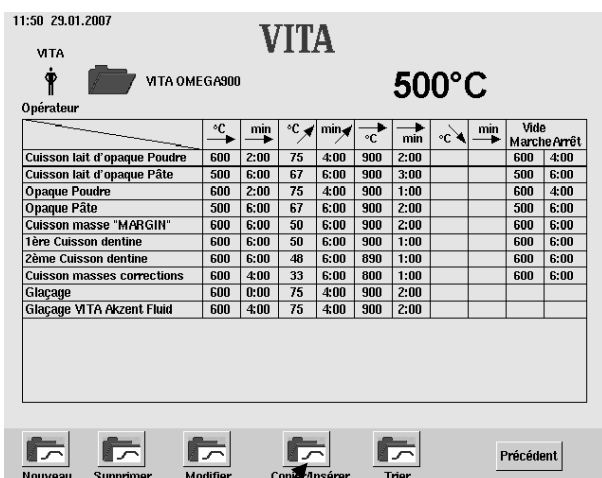 11:50 29.01.2007
VITA
VITA
VITA OMEGA900
500°C
Opérateur
°C min °C min °C min °C min Vide
Marche Arrêt
Cuisson lait d'opaque Poudre 600 2:00 75 4:00 900 2:00 600 4:00
Cuisson lait d'opaque Pâte 500 6:00 67 6:00 900 3:00 500 6:00
Opaque Poudre 600 2:00 75 4:00 900 1:00 600 4:00
Opaque Pâte 500 6:00 67 6:00 900 2:00 500 6:00
Cuisson masse "MARGIN" 600 6:00 50 6:00 900 2:00 600 6:00
1ère Cuisson dentine 600 6:00 50 6:00 900 1:00 600 6:00
2ème Cuisson dentine 600 6:00 48 6:00 890 1:00 600 6:00
Cuisson masses corrections 600 4:00 33 6:00 800 1:00 600 6:00
Glaçage 600 0:00 75 4:00 900 2:00
Glaçage VITA Akzent Fluid 600 4:00 75 4:00 900 2:00
Précédent
Nouveau Supprimer Modifier Copier/Insérer Trier